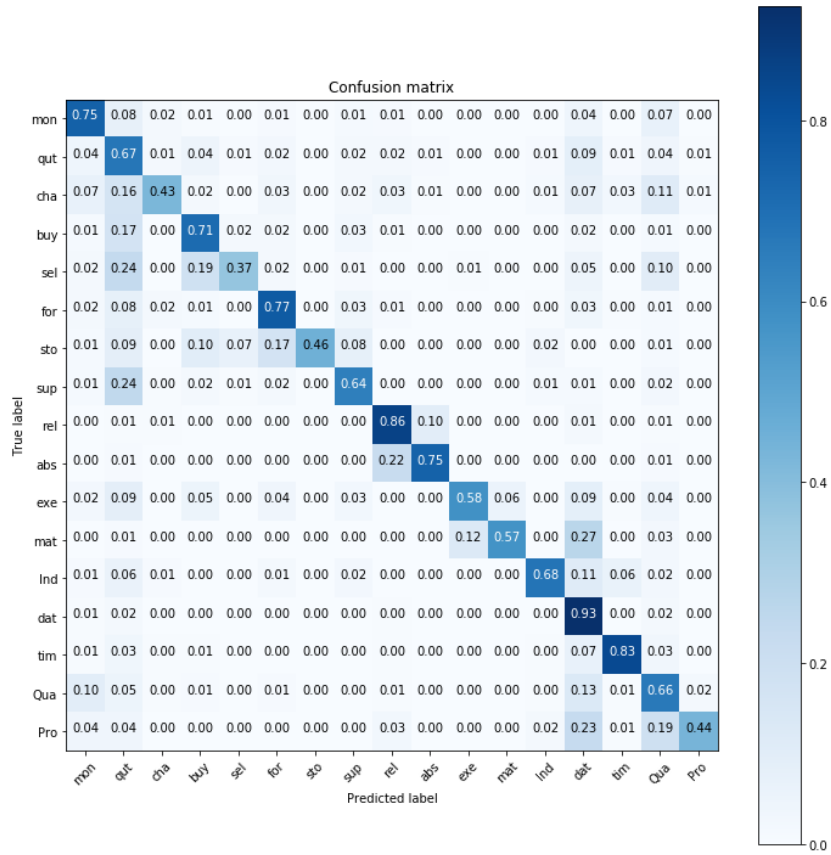 Confusion matrix
mon 0.75 0.08 0.02 0.01 0.00 0.01 0.00 0.01 0.01 0.00 0.00 0.00 0.00 0.04 0.00 0.07 0.00
qut 0.04 0.67 0.01 0.04 0.01 0.02 0.00 0.02 0.02 0.01 0.00 0.00 0.01 0.09 0.01 0.04 0.01
cha 0.07 0.16 0.43 0.02 0.00 0.03 0.00 0.02 0.03 0.01 0.00 0.00 0.01 0.07 0.03 0.11 0.01
buy 0.01 0.17 0.00 0.71 0.02 0.02 0.00 0.03 0.01 0.00 0.00 0.00 0.00 0.02 0.00 0.01 0.00
sel 0.02 0.24 0.00 0.19 0.37 0.02 0.00 0.01 0.00 0.00 0.01 0.00 0.00 0.05 0.00 0.10 0.00
for 0.02 0.08 0.02 0.01 0.00 0.77 0.00 0.03 0.01 0.00 0.00 0.00 0.00 0.03 0.00 0.01 0.00
sto 0.01 0.09 0.00 0.10 0.07 0.17 0.46 0.08 0.00 0.00 0.00 0.00 0.02 0.00 0.00 0.01 0.00
sup 0.01 0.24 0.00 0.02 0.01 0.02 0.00 0.64 0.00 0.00 0.00 0.00 0.01 0.01 0.00 0.02 0.00
rel 0.00 0.01 0.01 0.00 0.00 0.00 0.00 0.00 0.86 0.10 0.00 0.00 0.00 0.01 0.00 0.01 0.00
abs 0.00 0.01 0.00 0.00 0.00 0.00 0.00 0.00 0.22 0.75 0.00 0.00 0.00 0.00 0.00 0.01 0.00
exe 0.02 0.09 0.00 0.05 0.00 0.04 0.00 0.03 0.00 0.00 0.58 0.06 0.00 0.09 0.00 0.04 0.00
mat 0.00 0.01 0.00 0.00 0.00 0.00 0.00 0.00 0.00 0.00 0.12 0.57 0.00 0.27 0.00 0.03 0.00
Ind 0.01 0.06 0.01 0.00 0.00 0.01 0.00 0.02 0.00 0.00 0.00 0.00 0.68 0.11 0.06 0.02 0.00
dat 0.01 0.02 0.00 0.00 0.00 0.00 0.00 0.00 0.00 0.00 0.00 0.00 0.00 0.93 0.00 0.02 0.00
tim 0.01 0.03 0.00 0.01 0.00 0.00 0.00 0.00 0.00 0.00 0.00 0.00 0.00 0.07 0.83 0.03 0.00
Qua 0.10 0.05 0.00 0.01 0.00 0.01 0.00 0.00 0.01 0.00 0.00 0.00 0.00 0.13 0.01 0.66 0.02
Pro 0.04 0.04 0.00 0.00 0.00 0.00 0.00 0.00 0.03 0.00 0.00 0.00 0.02 0.23 0.01 0.19 0.44
mon qut cha buy sel for sto sup rel abs exe mat Ind dat tim Qua Pro
Predicted label
True label
0.8
0.6
0.4
0.2
0.0